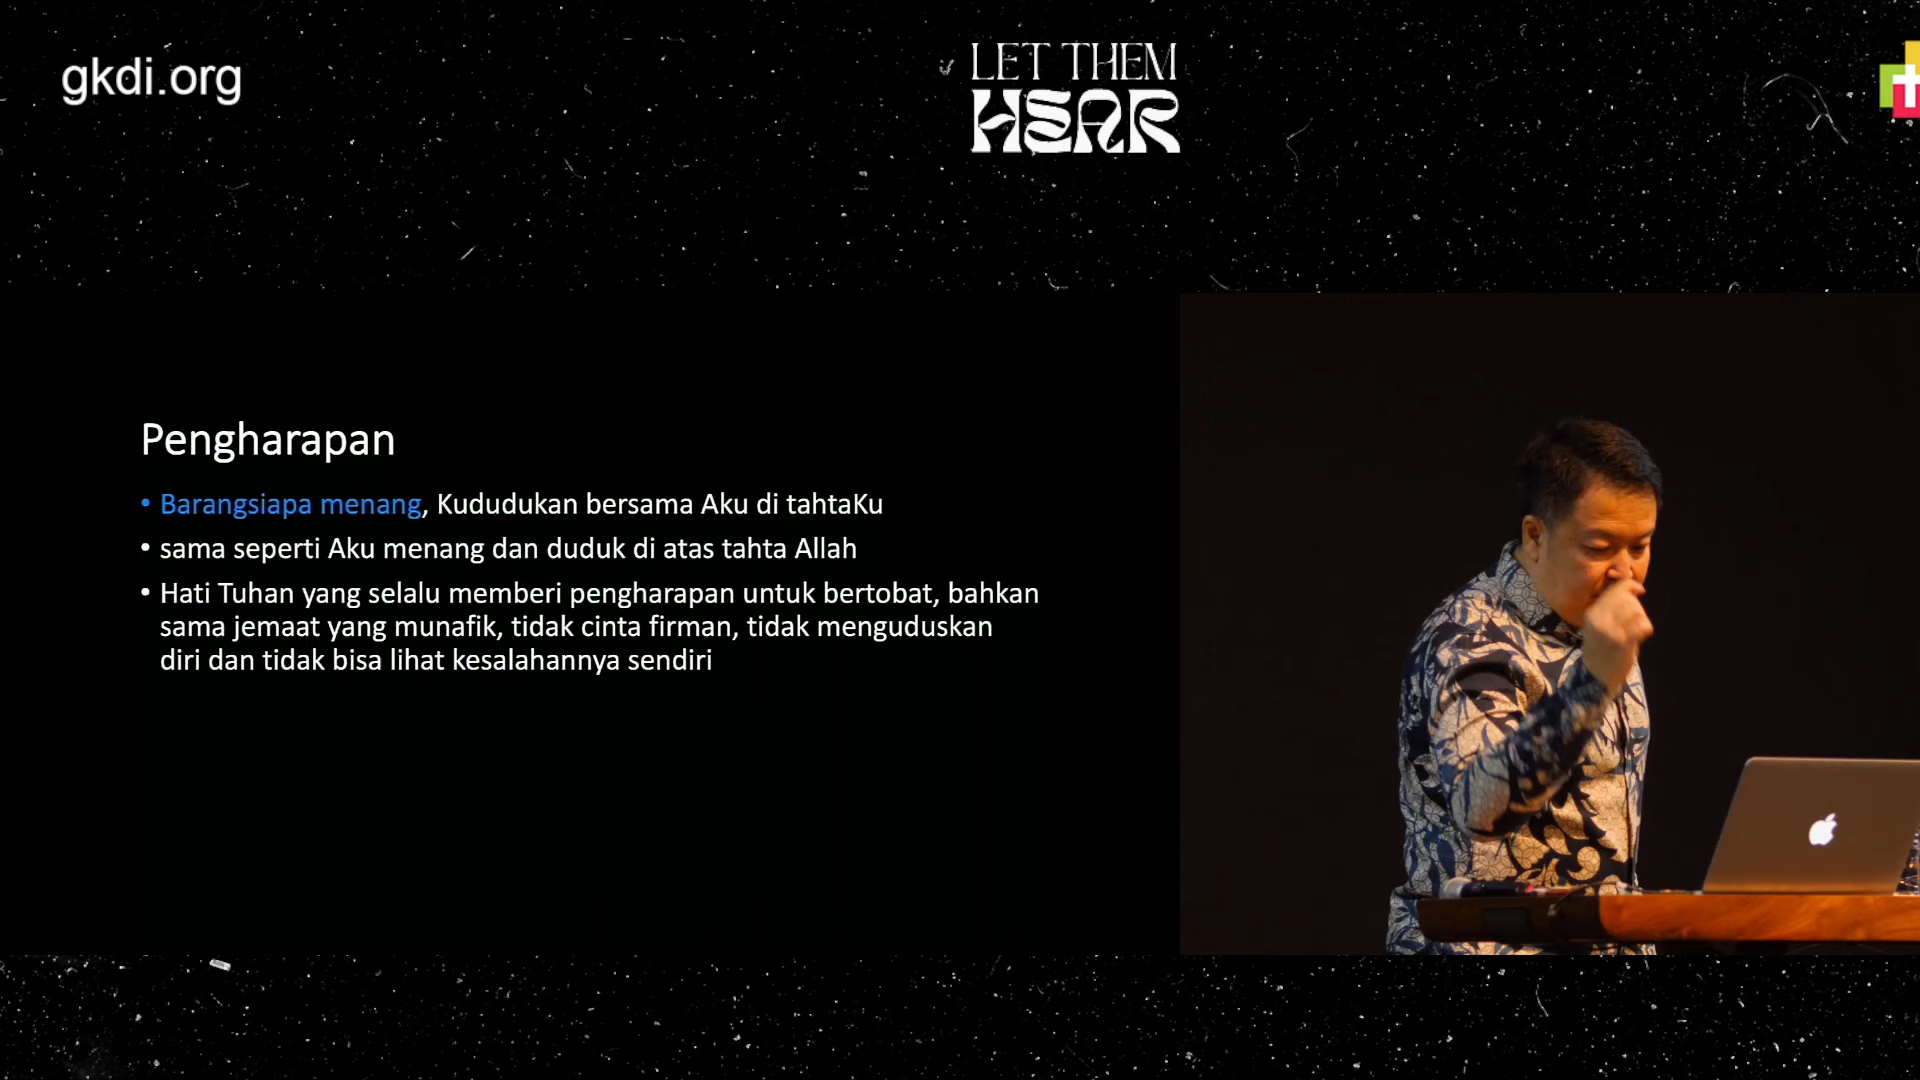 gkdi.org
LET THEM
HEAR
Pengharapan
• Barangsiapa menang, Kududukan bersama Aku di tahtaKu
• sama seperti Aku menang dan duduk di atas tahta Allah
• Hati Tuhan yang selalu memberi pengharapan untuk bertobat, bahkan
sama jemaat yang munafik, tidak cinta firman, tidak menguduskan
diri dan tidak bisa lihat kesalahannya sendiri